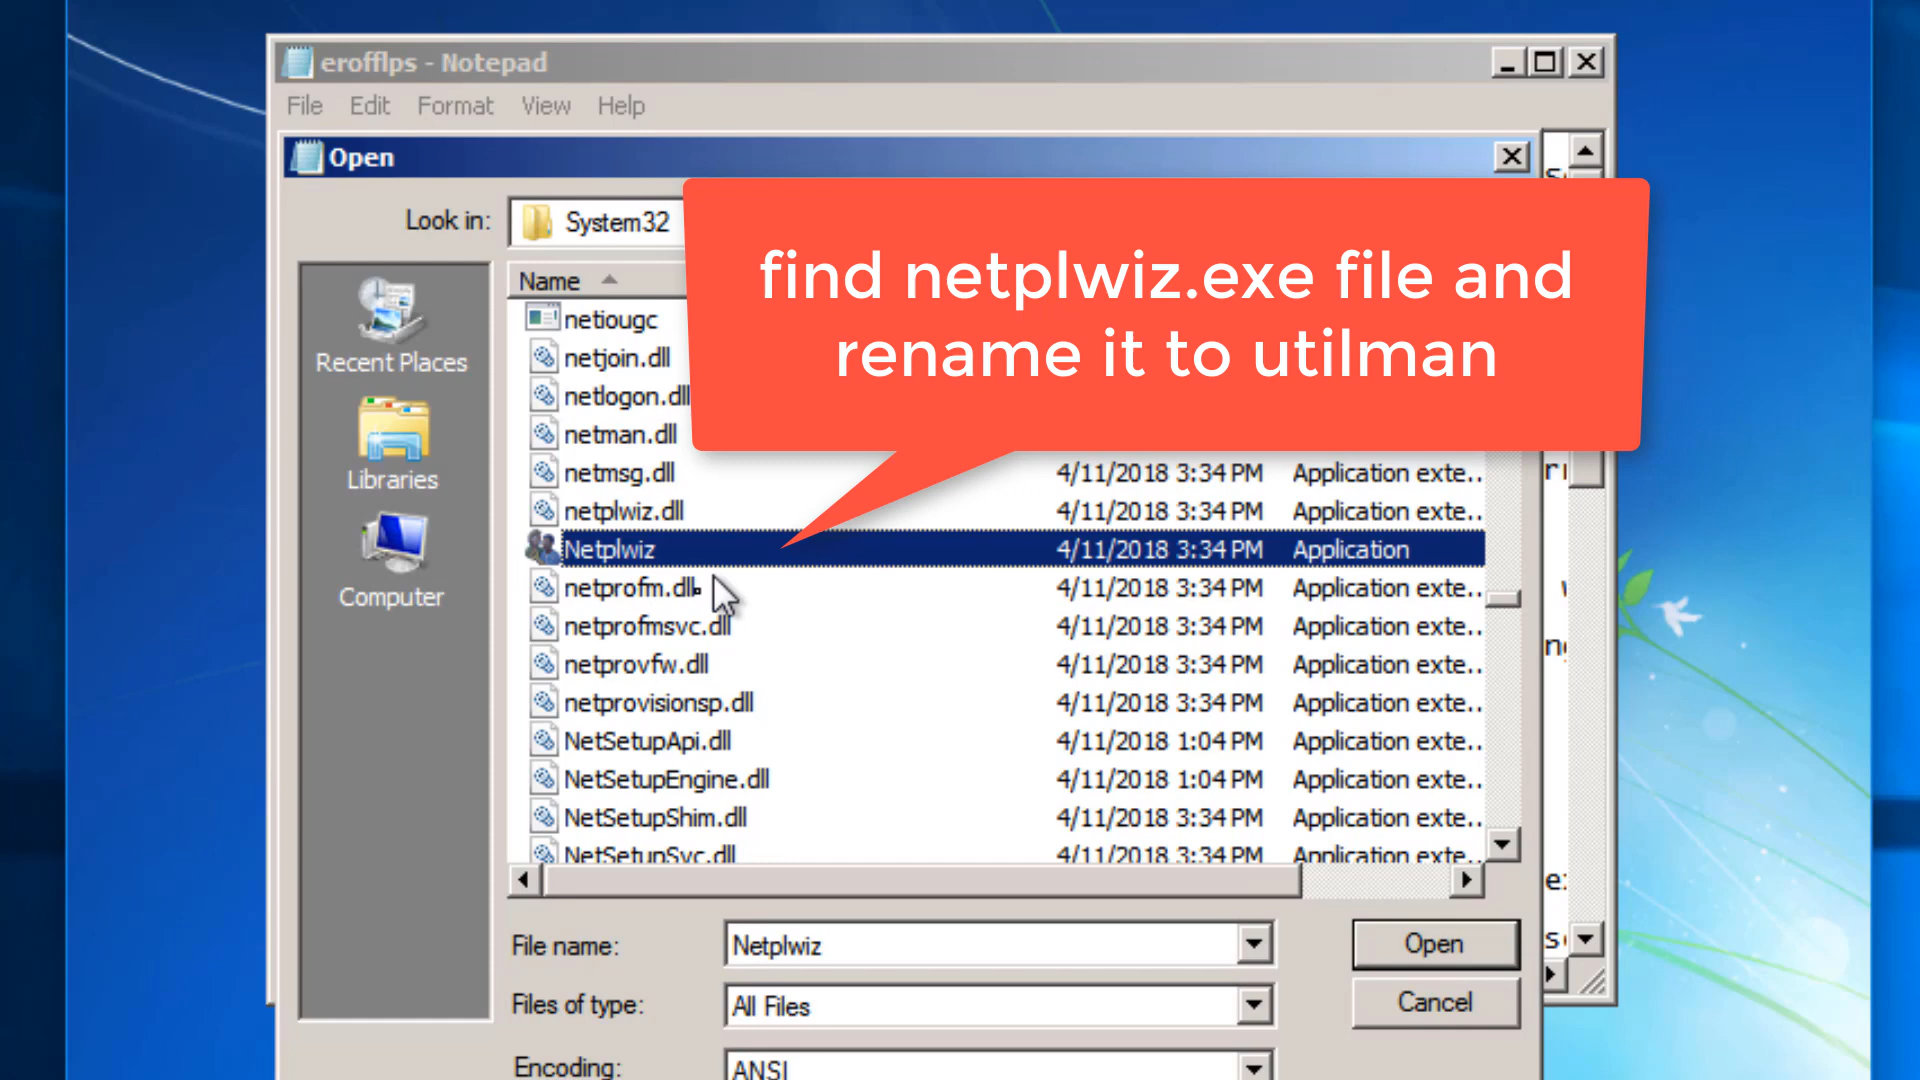 erofflps - Notepad
File Edit Format View Help
Open
Look in: System32
find netplwiz.exe file and
rename it to utilman
Recent Places
Libraries
Computer
Name
netiougc
netjoin.dll
netlogon.dll
netman.dll
netmsg.dll 4/11/2018 3:34 PM Application exte..
netplwiz.dll 4/11/2018 3:34 PM Application exte..
Netplwiz 4/11/2018 3:34 PM Application
netprofm.dll 4/11/2018 3:34 PM Application exte..
netprofmsvc.dll 4/11/2018 3:34 PM Application exte..
netprovfw.dll 4/11/2018 3:34 PM Application exte..
netprovisionsp.dll 4/11/2018 3:34 PM Application exte..
NetSetupApi.dll 4/11/2018 1:04 PM Application exte..
NetSetupEngine.dll 4/11/2018 1:04 PM Application exte..
NetSetupShim.dll 4/11/2018 3:34 PM Application exte..
NetSetupSvc.dll 4/11/2018 3:34 PM Application exte..
File name: Netplwiz Open
Files of type: All Files Cancel
Encoding: ANSI